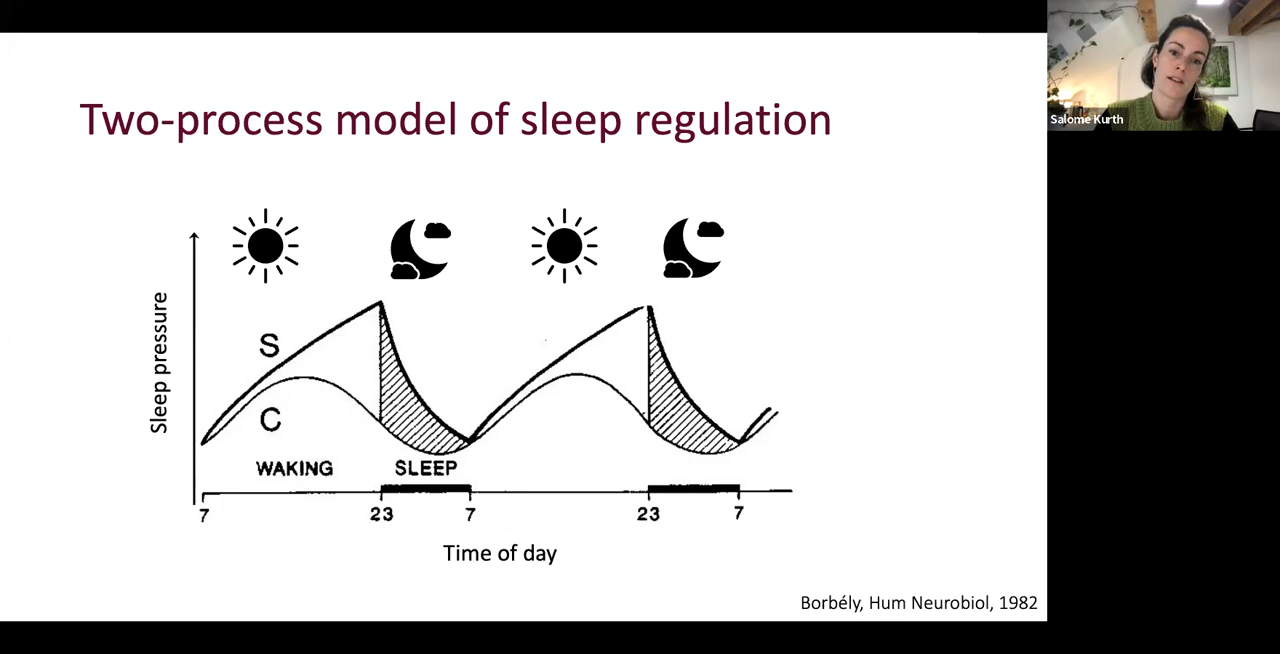 Two-process model of sleep regulation
Salome Kurth
Sleep pressure
S
C
WAKING SLEEP
7 23 7 23 7
Time of day
Borbély, Hum Neurobiol, 1982